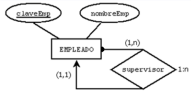 claveEmp nombreEmp
(1,n)
EMPLEADO
supervisor 1:n
(1,1)